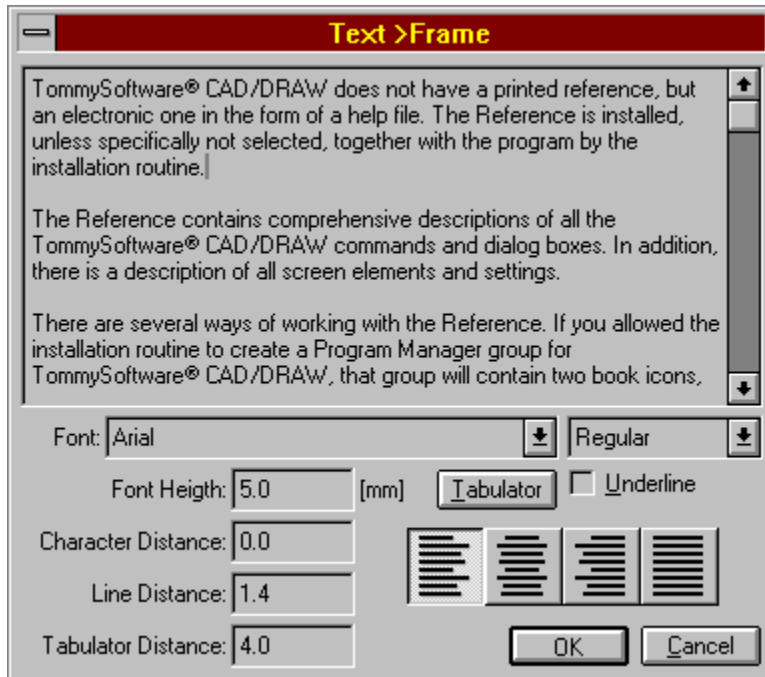 Text >Frame
TommySoftware® CAD/DRAW does not have a printed reference, but
an electronic one in the form of a help file. The Reference is installed,
unless specifically not selected, together with the program by the
installation routine.
The Reference contains comprehensive descriptions of all the
TommySoftware® CAD/DRAW commands and dialog boxes. In addition,
there is a description of all screen elements and settings.
There are several ways of working with the Reference. If you allowed the
installation routine to create a Program Manager group for
TommySoftware® CAD/DRAW, that group will contain two book icons,
Font: Arial Regular
Font Heigth: 5.0 [mm] Tabulator Underline
Character Distance: 0.0
Line Distance: 1.4
Tabulator Distance: 4.0 OK Cancel